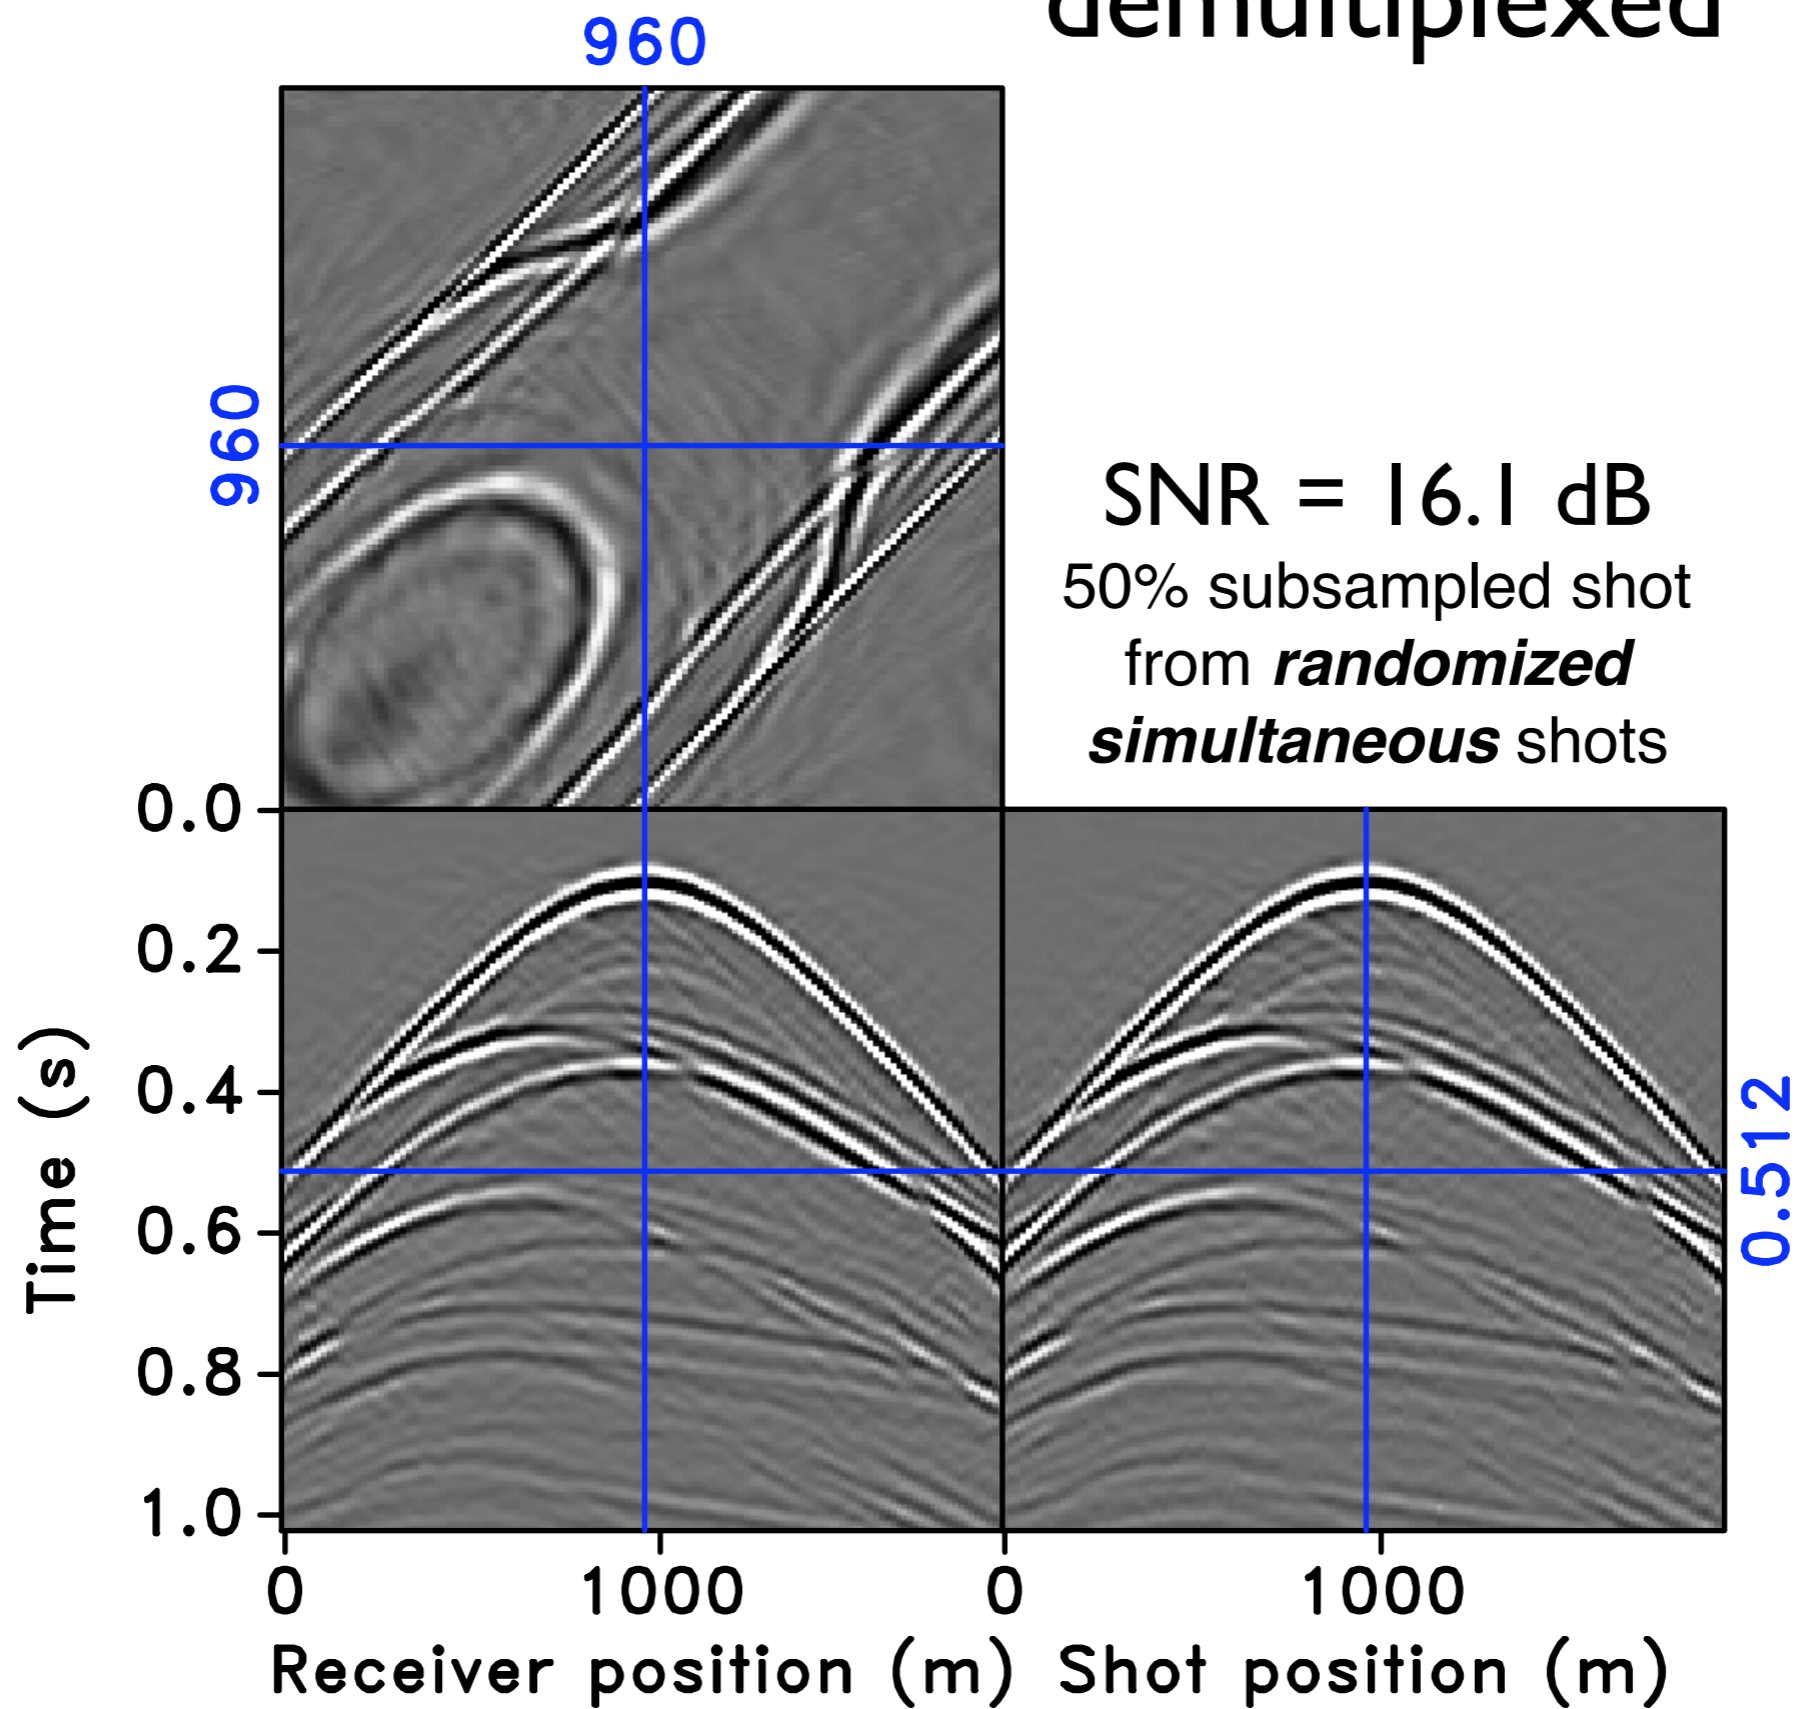 demultiplexed
960
960
SNR = 16.1 dB
50% subsampled shot
from randomized
simultaneous shots
0.0
0.2
0.4
0.6
0.8
1.0
Time (s)
0.512
0 1000 0 1000
Receiver position (m) Shot position (m)